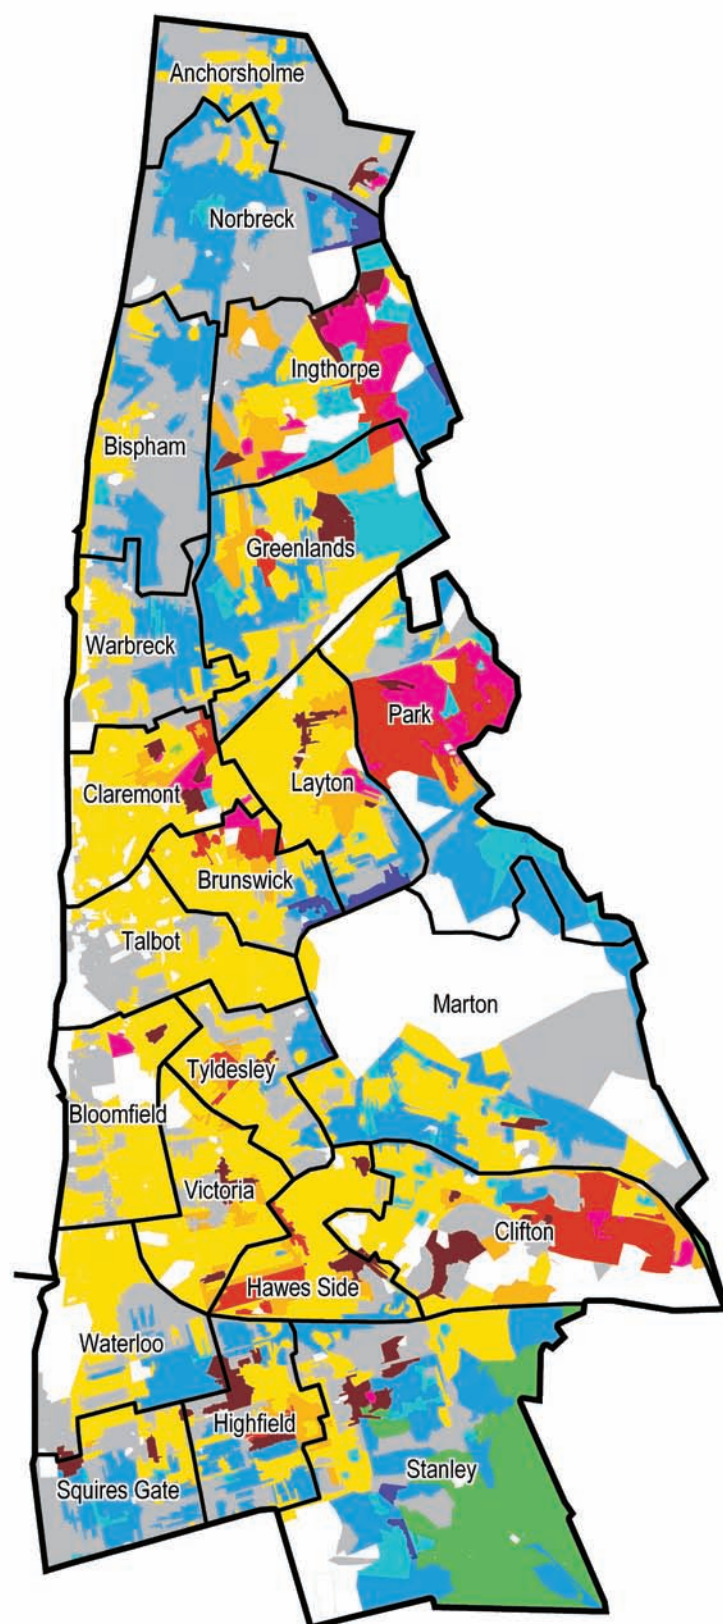 Anchorsholme
Norbreck
Ingthorpe
Bispham
Greenlands
Warbreck
Park
Claremont
Layton
Brunswick
Talbot
Marton
Tyldesley
Bloomfield
Victoria
Clifton
Hawes Side
Waterloo
Highfield
Stanley
Squires Gate